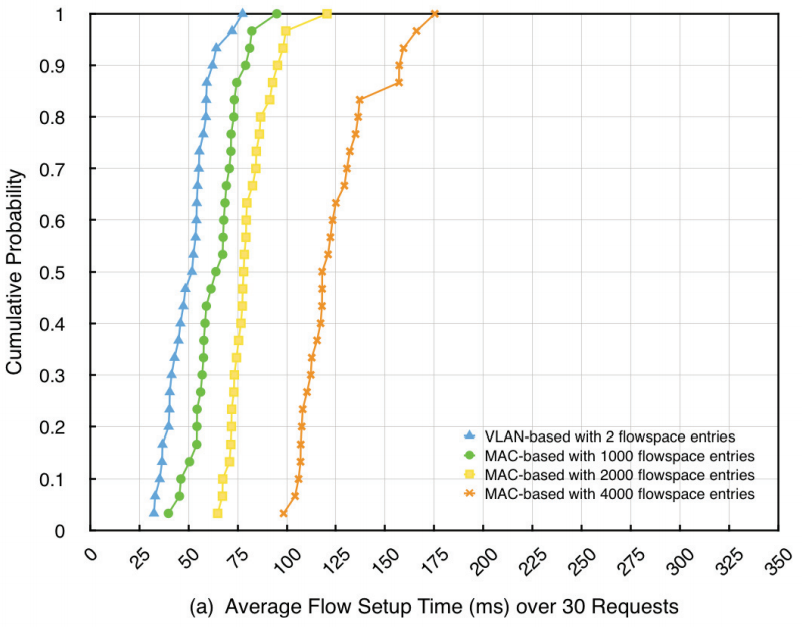 1
0.9
0.8
0.7
0.6
0.5
0.4
0.3
0.2
0.1
0
Cumulative Probability
VLAN-based with 2 flowspace entries
MAC-based with 1000 flowspace entries
MAC-based with 2000 flowspace entries
MAC-based with 4000 flowspace entries
0 25 50 75 100 125 150 175 200 225 250 275 300 325 350
(a) Average Flow Setup Time (ms) over 30 Requests